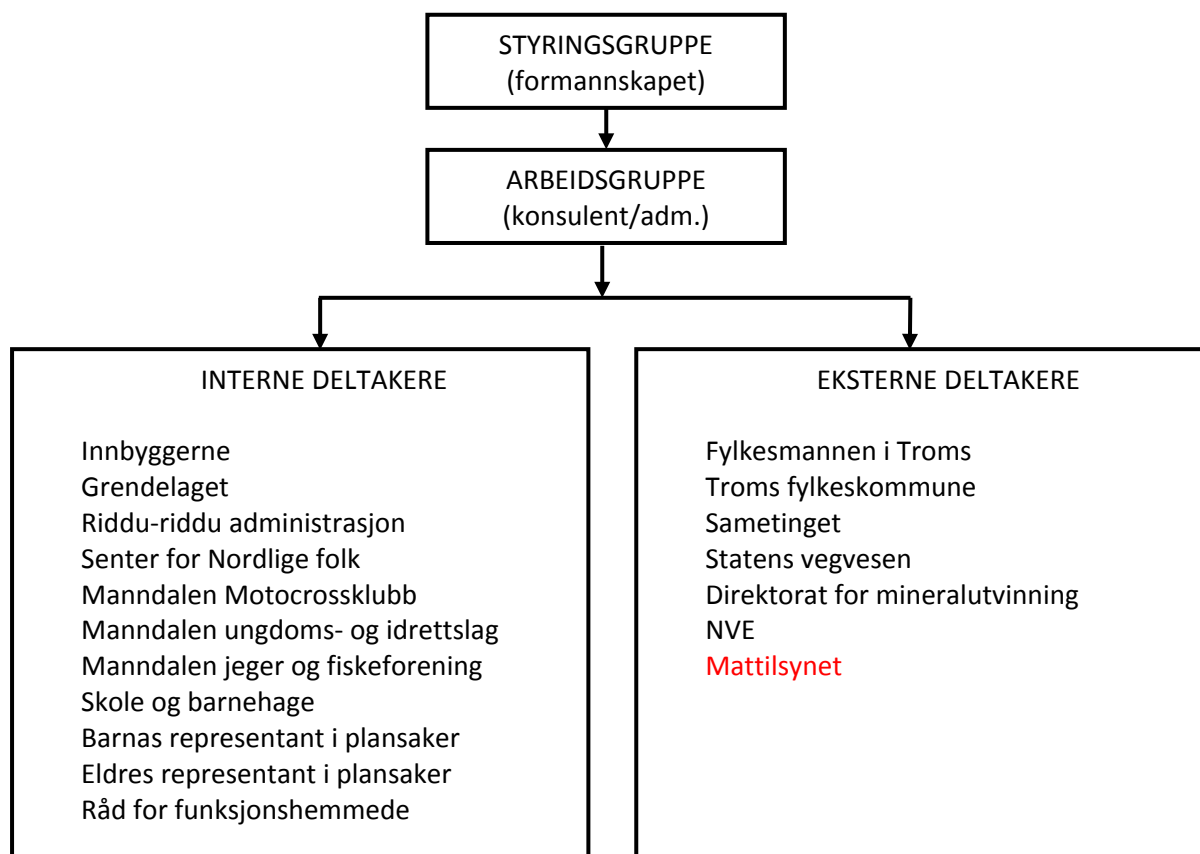 STYRINGSGRUPPE
(formannskapet)
ARBEIDSGRUPPE
(konsulent/adm.)
INTERNE DELTAKERE
Innbyggerne
Grendelaget
Riddu-riddu administrasjon
Senter for Nordlige folk
Manndalen Motocrossklubb
Manndalen ungdoms- og idrettslag
Manndalen jeger og fiskeforening
Skole og barnehage
Barnas representant i plansaker
Eldres representant i plansaker
Råd for funksjonshemmede
EKSTERNE DELTAKERE
Fylkesmannen i Troms
Troms fylkeskommune
Sametinget
Statens vegvesen
Direktorat for mineralutvinning
NVE
Mattilsynet